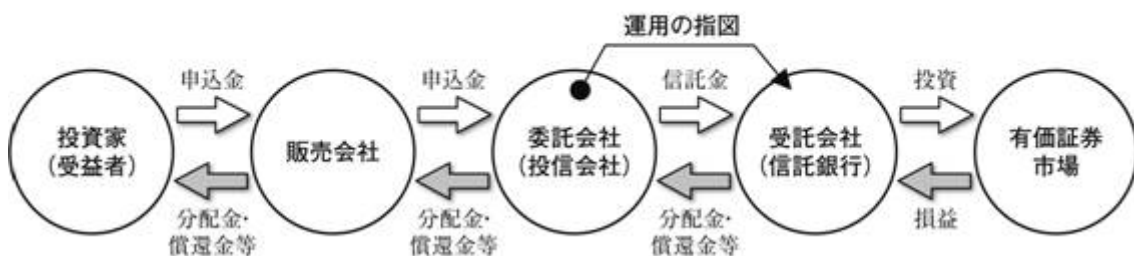 運用の指図
申込金
申込金
信託金
投資
投資家
(受益者)
販売会社
委託会社
(投信会社)
受託会社
(信託銀行)
有価証券
市場
分配金・
償還金等
分配金・
償還金等
分配金・
償還金等
損益